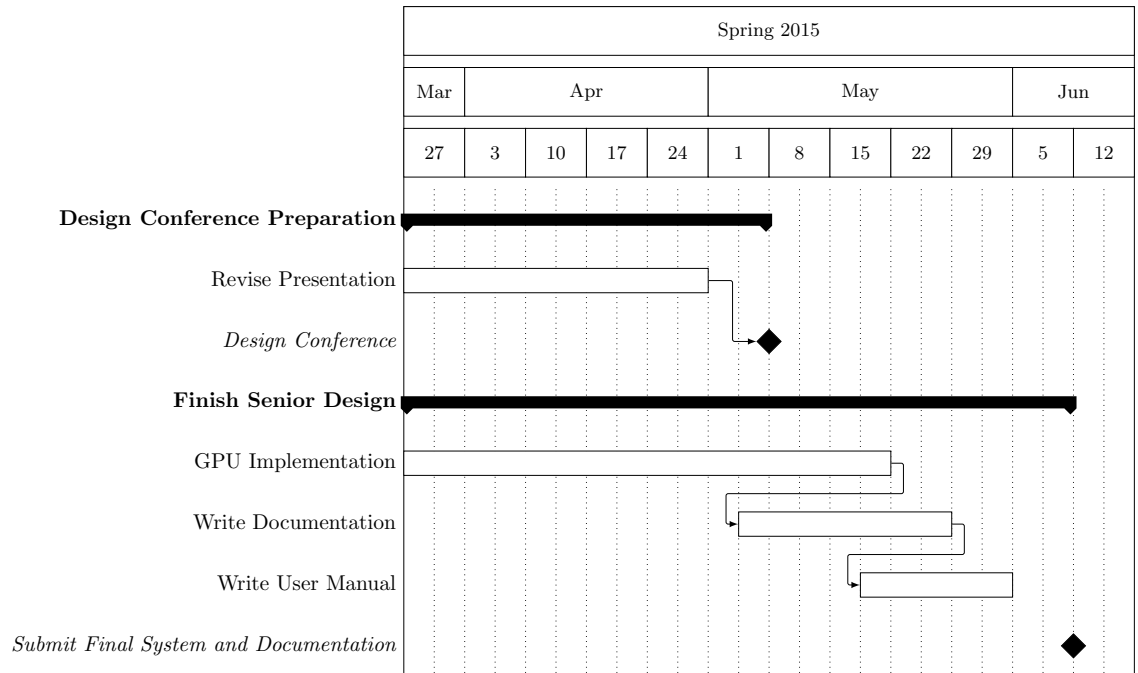 Spring 2015
Mar Apr May Jun
27 3 10 17 24 1 8 15 22 29 5 12
Design Conference Preparation
Revise Presentation
Design Conference
Finish Senior Design
GPU Implementation
Write Documentation
Write User Manual
Submit Final System and Documentation